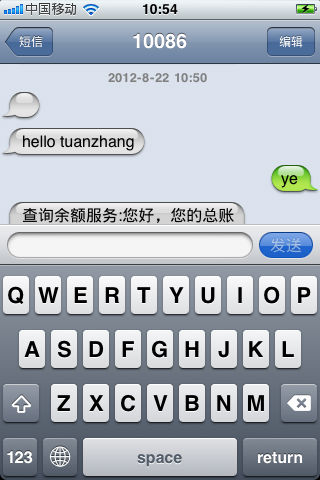 中国移动 10:54
短信 10086 编辑
2012-8-22 10:50
hello tuanzhang
ye
查询余额服务:您好，您的总账
发送
Q W E R T Y U I O P
A S D F G H J K L
Z X C V B N M
123 space return